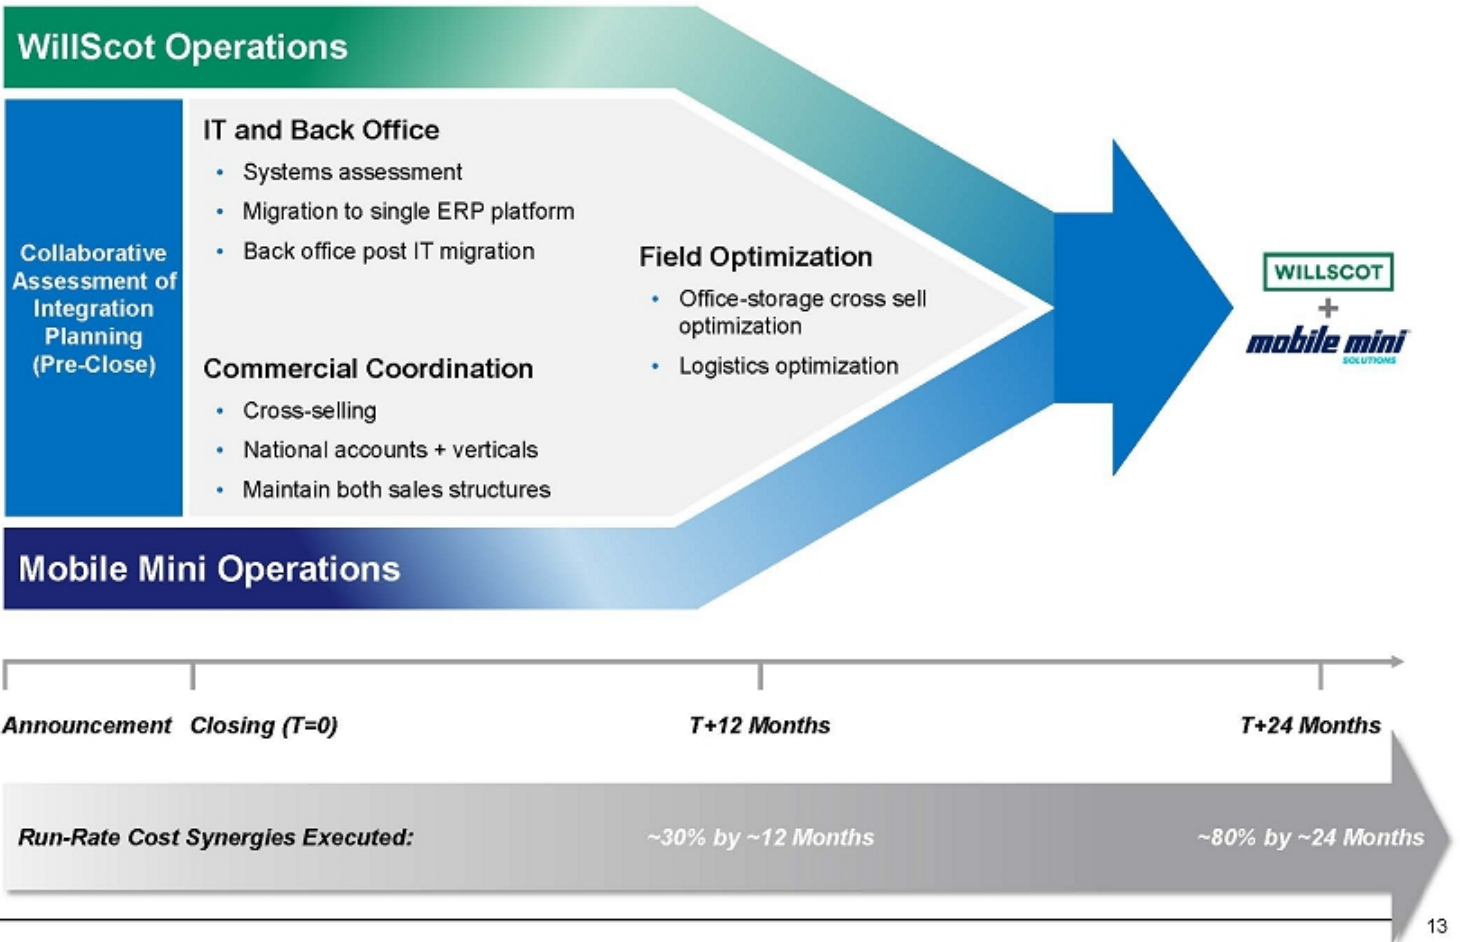 WillScot Operations
Collaborative
Assessment of
Integration
Planning
(Pre-Close)
IT and Back Office
• Systems assessment
• Migration to single ERP platform
• Back office post IT migration
Commercial Coordination
• Cross-selling
• National accounts + verticals
• Maintain both sales structures
Field Optimization
• Office-storage cross sell
optimization
• Logistics optimization
WILLSCOT
+
mobile mini
SOLUTIONS
Mobile Mini Operations
Announcement Closing (T=0) T+12 Months T+24 Months
Run-Rate Cost Synergies Executed: ~30% by ~12 Months ~80% by ~24 Months
13